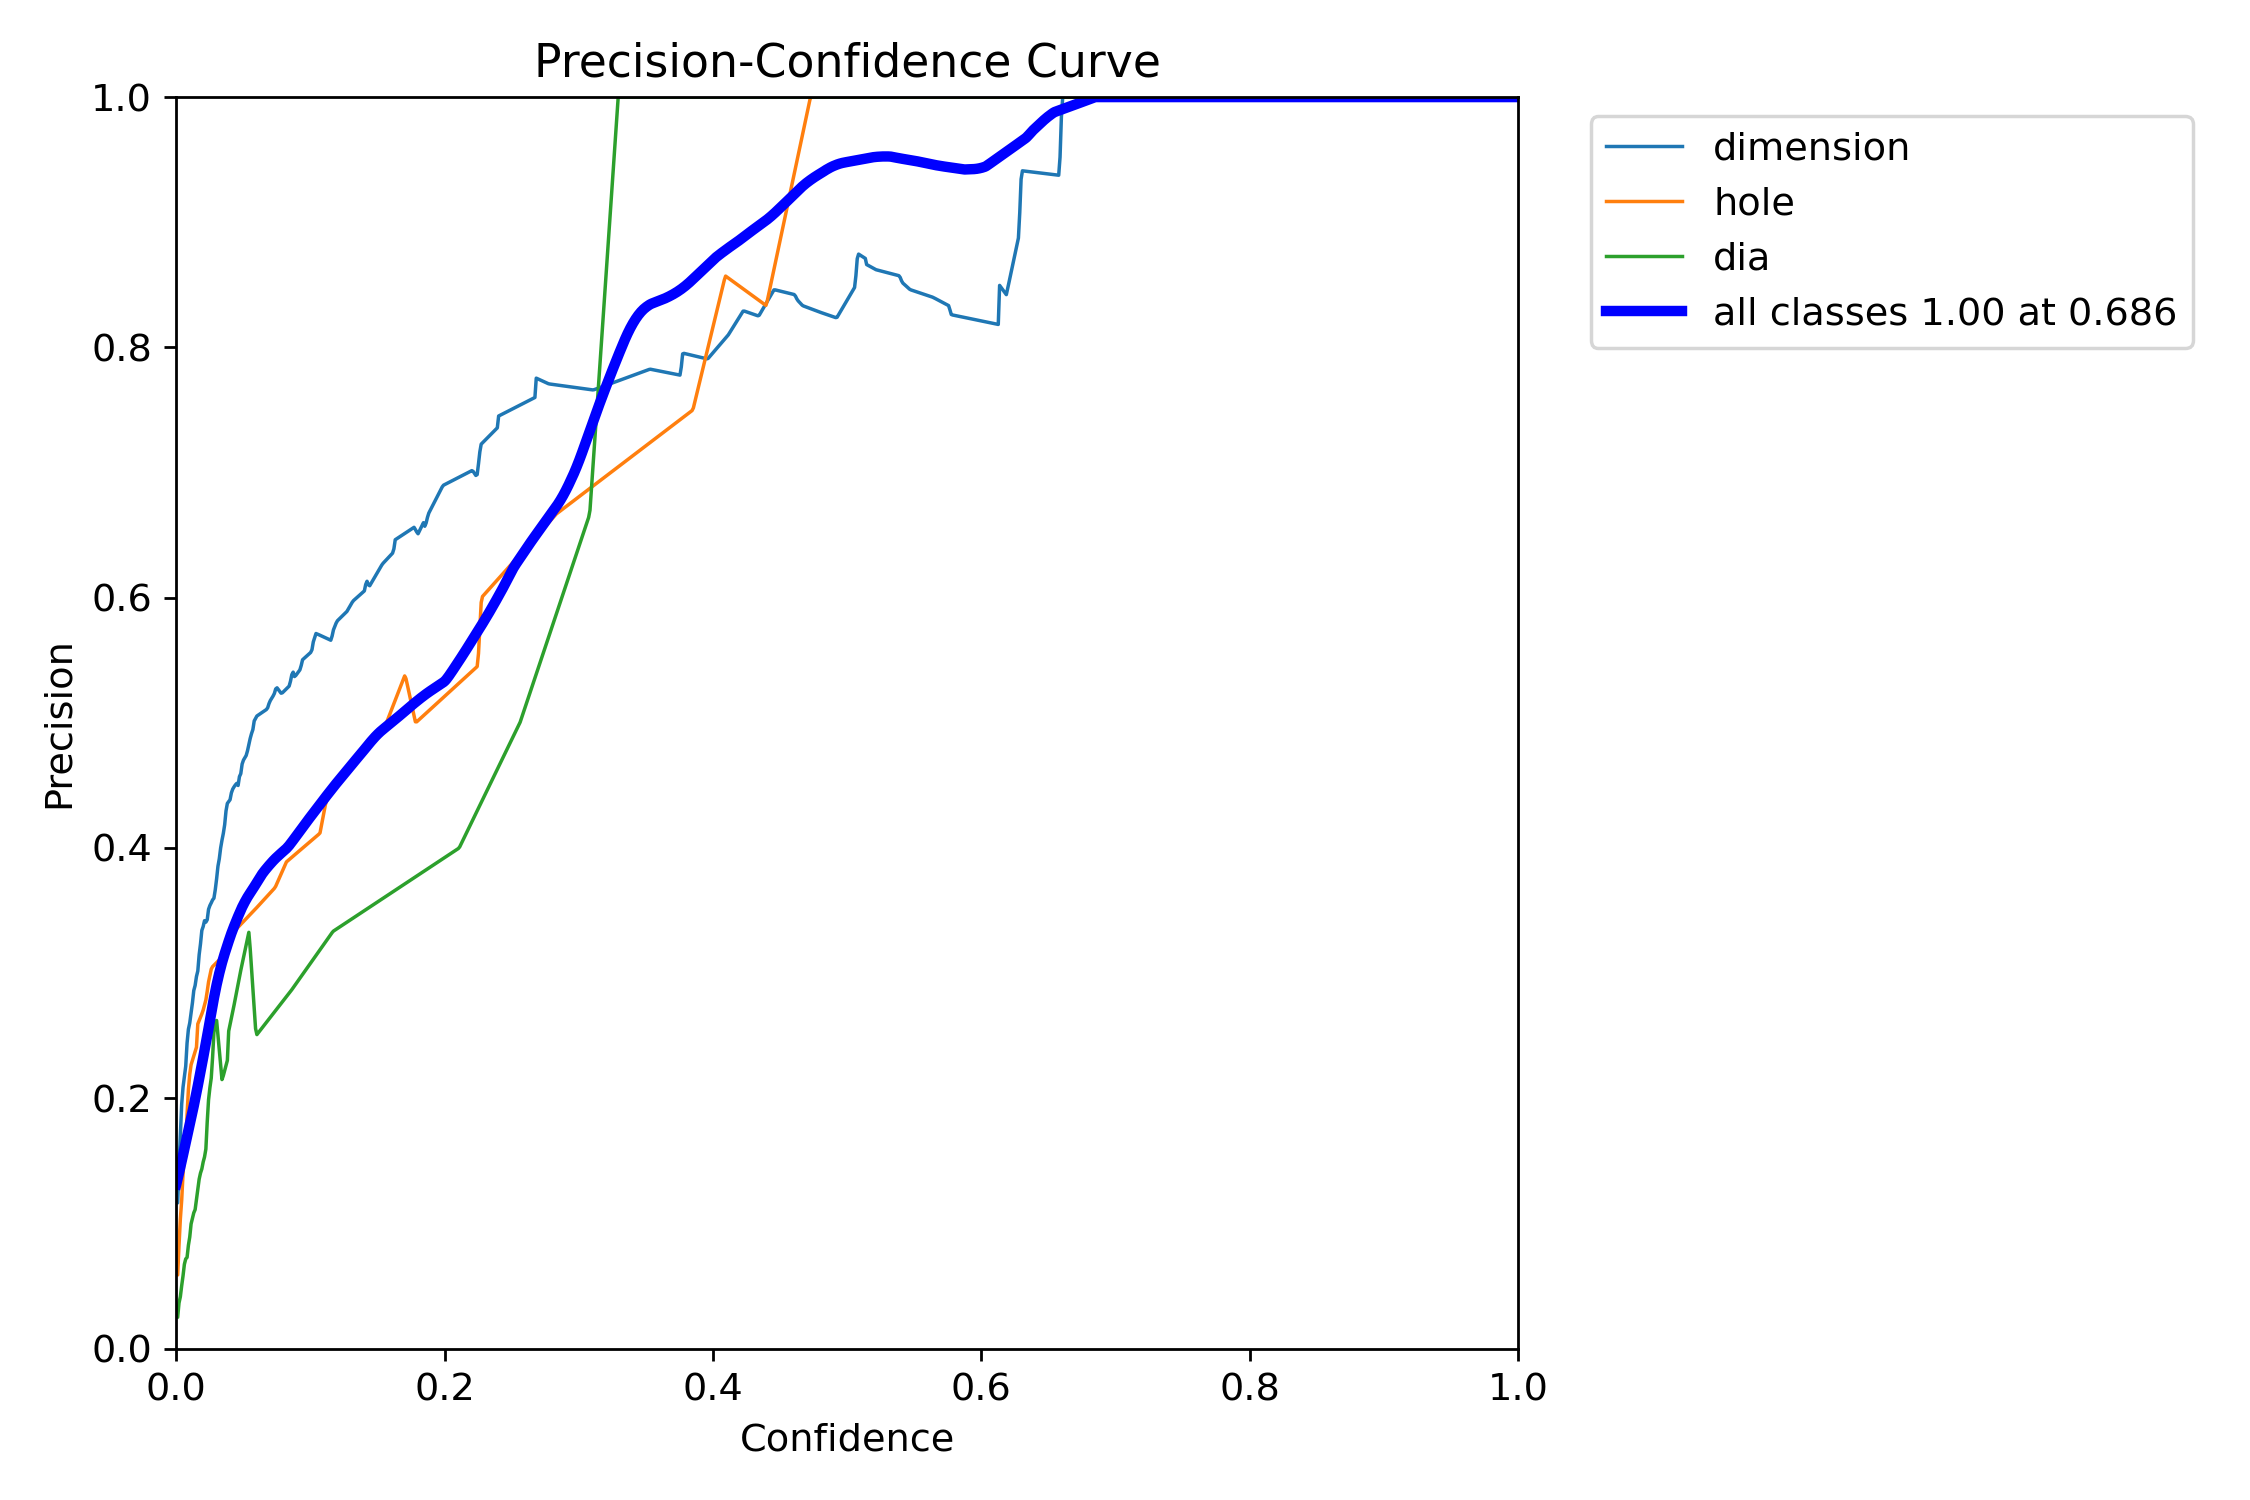 Precision-Confidence Curve
1.0
0.8
0.6
0.4
0.2
0.0
Precision
0.0 0.2 0.4 0.6 0.8 1.0
Confidence
dimension
hole
dia
all classes 1.00 at 0.686